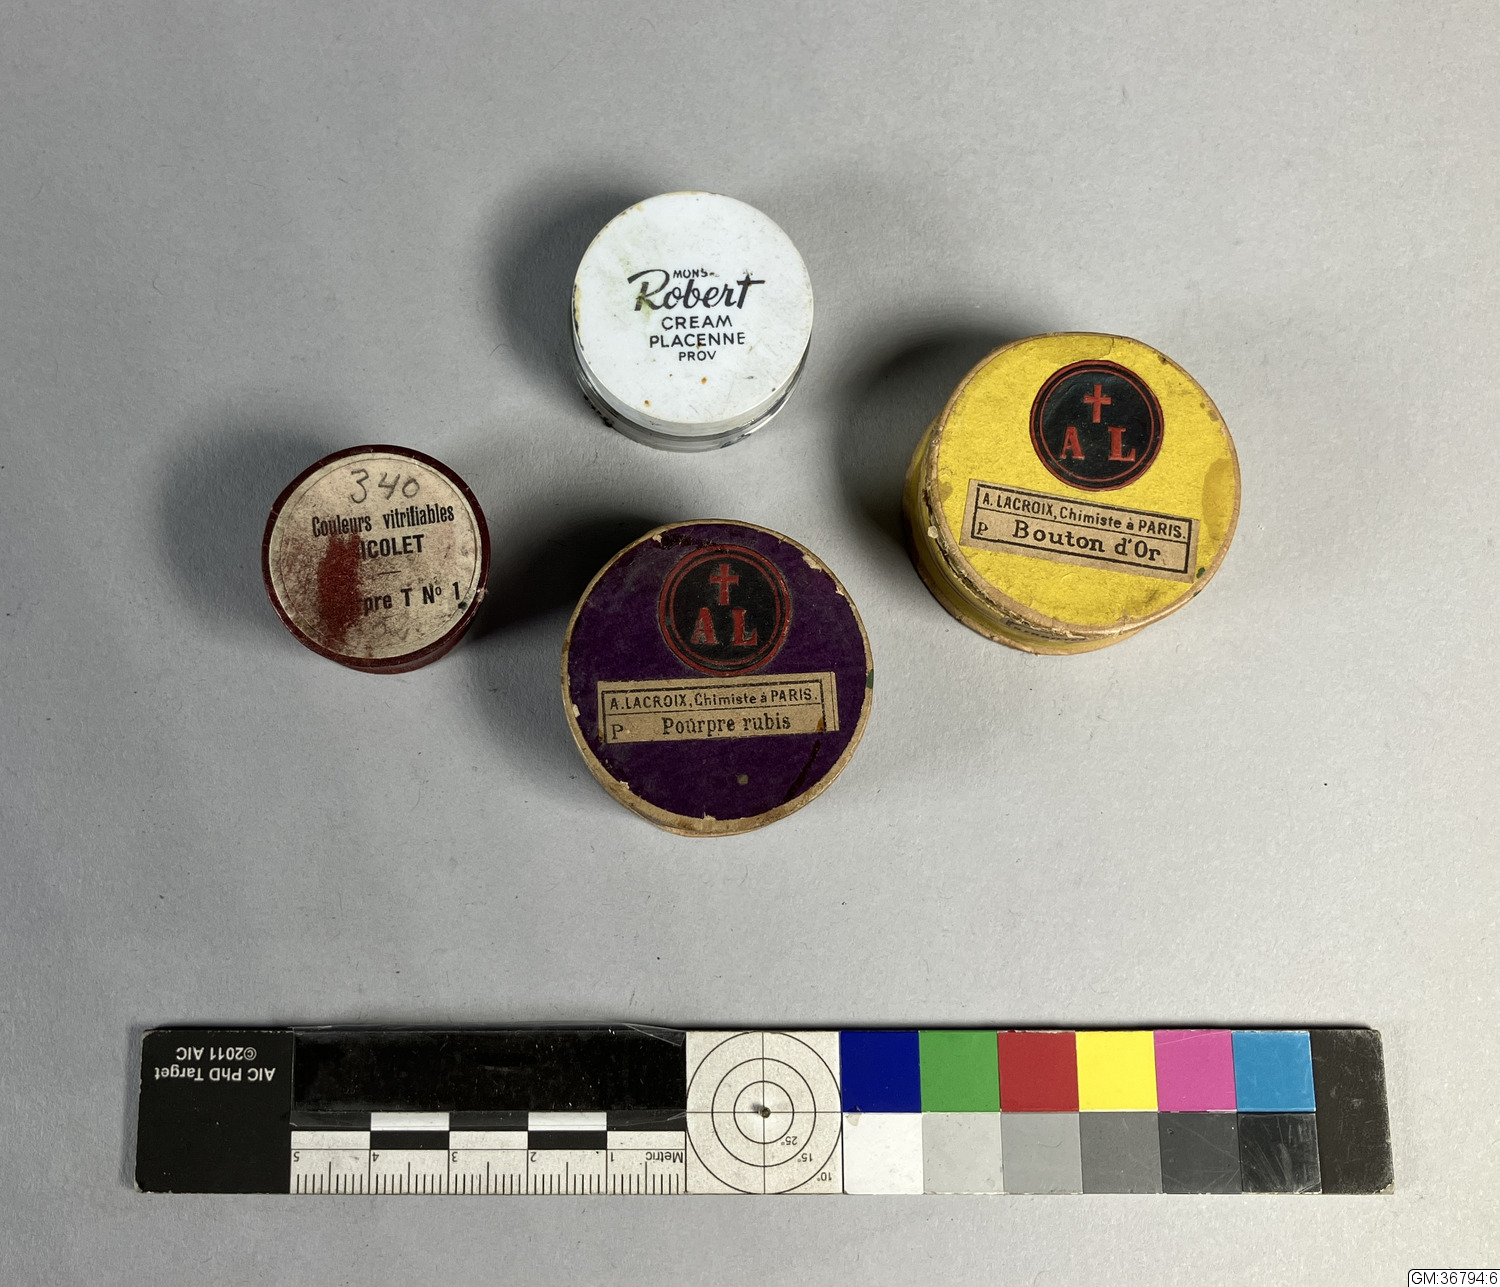 MONS-
Robert
CREAM
PLACENNE
PROV
† A L
A. LACROIX, Chimiste à PARIS.
P Bouton d'Or
340
Couleurs vitrifiables
ICOLET
pre T Nº 1
† A L
A. LACROIX, Chimiste à PARIS.
P Pourpre rubis
AIC PhD Target
©2011 AIC
Metric 1 2 3 4 5
25° 15° 10°
GM:36794:6